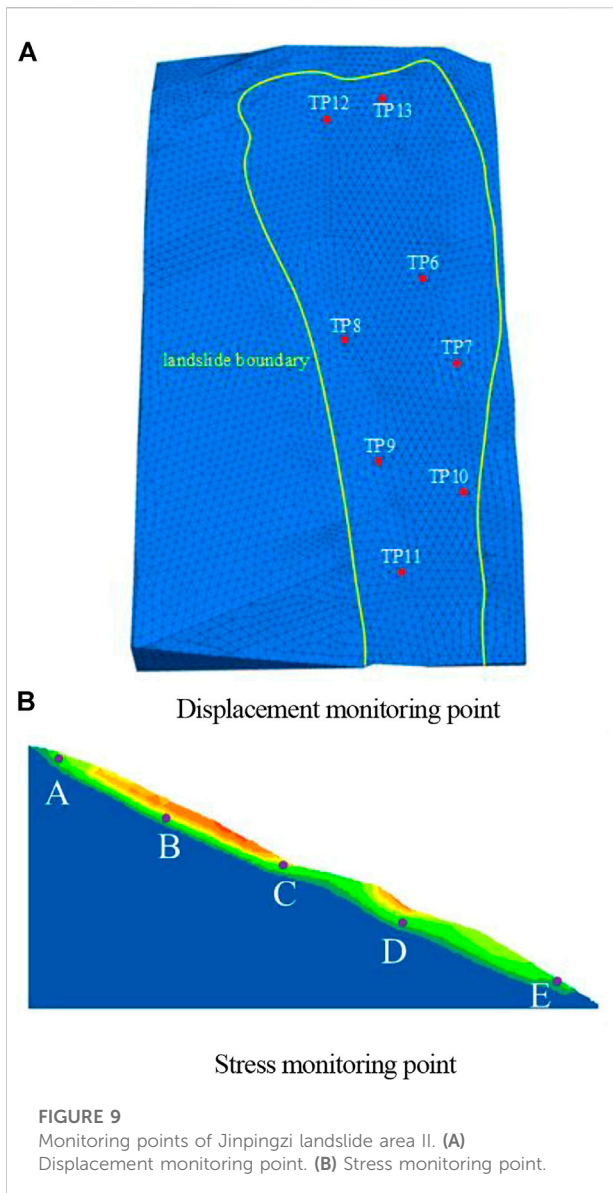 A
TP12
TP13
TP6
TP8
landslide boundary
TP7
TP9
TP10
TP11
Displacement monitoring point
B
A
B
C
D
E
Stress monitoring point
FIGURE 9
Monitoring points of Jinpingzi landslide area II. (A)
Displacement monitoring point. (B) Stress monitoring point.